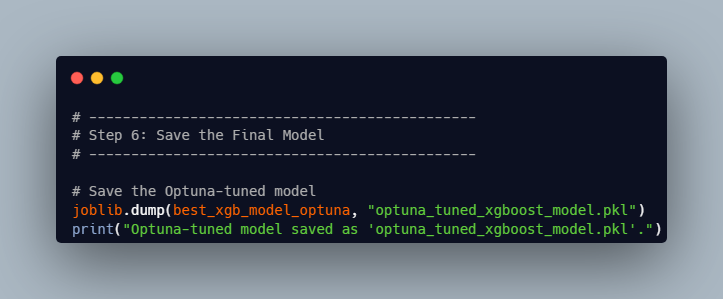 # ----------------------------------------------
# Step 6: Save the Final Model
# ----------------------------------------------
# Save the Optuna-tuned model
joblib.dump(best_xgb_model_optuna, "optuna_tuned_xgboost_model.pkl")
print("Optuna-tuned model saved as 'optuna_tuned_xgboost_model.pkl'.")